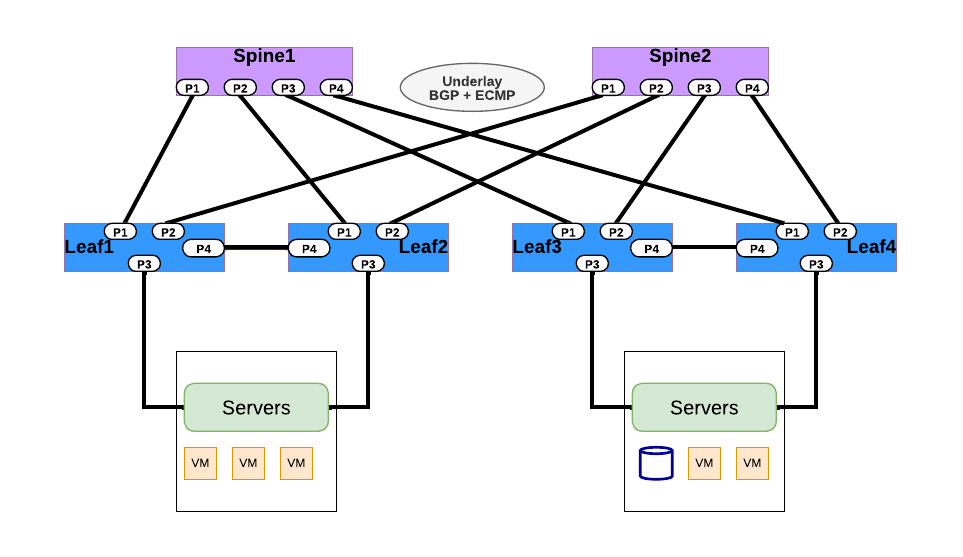 Spine1
P1 P2 P3 P4
Underlay
BGP + ECMP
Spine2
P1 P2 P3 P4
Leaf1
P1 P2
P4
P3
Leaf2
P1 P2
P4
P3
Leaf3
P1 P2
P4
P3
Leaf4
P1 P2
P4
P3
Servers
VM VM VM
Servers
VM VM